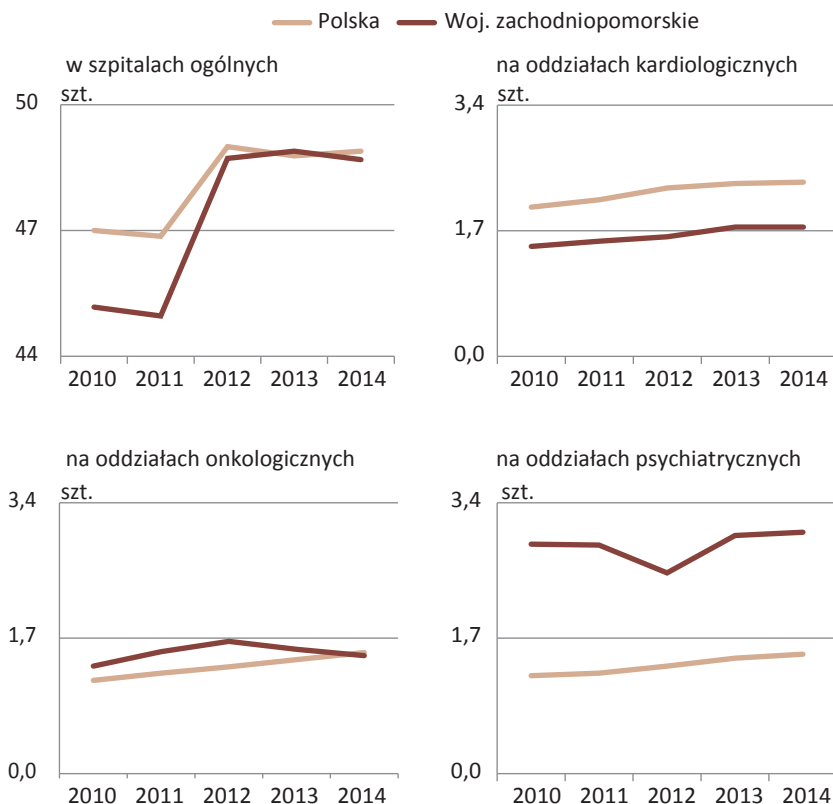 Polska Woj. zachodniopomorskie
w szpitalach ogólnych
szt.
50
47
44
2010 2011 2012 2013 2014
na oddziałach kardiologicznych
szt.
3,4
1,7
0,0
2010 2011 2012 2013 2014
na oddziałach onkologicznych
szt.
3,4
1,7
0,0
2010 2011 2012 2013 2014
na oddziałach psychiatrycznych
szt.
3,4
1,7
0,0
2010 2011 2012 2013 2014